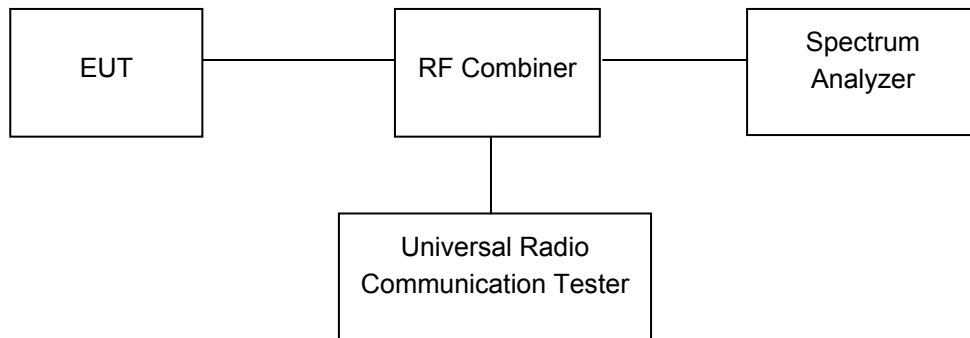 EUT
RF Combiner
Spectrum
Analyzer
Universal Radio
Communication Tester